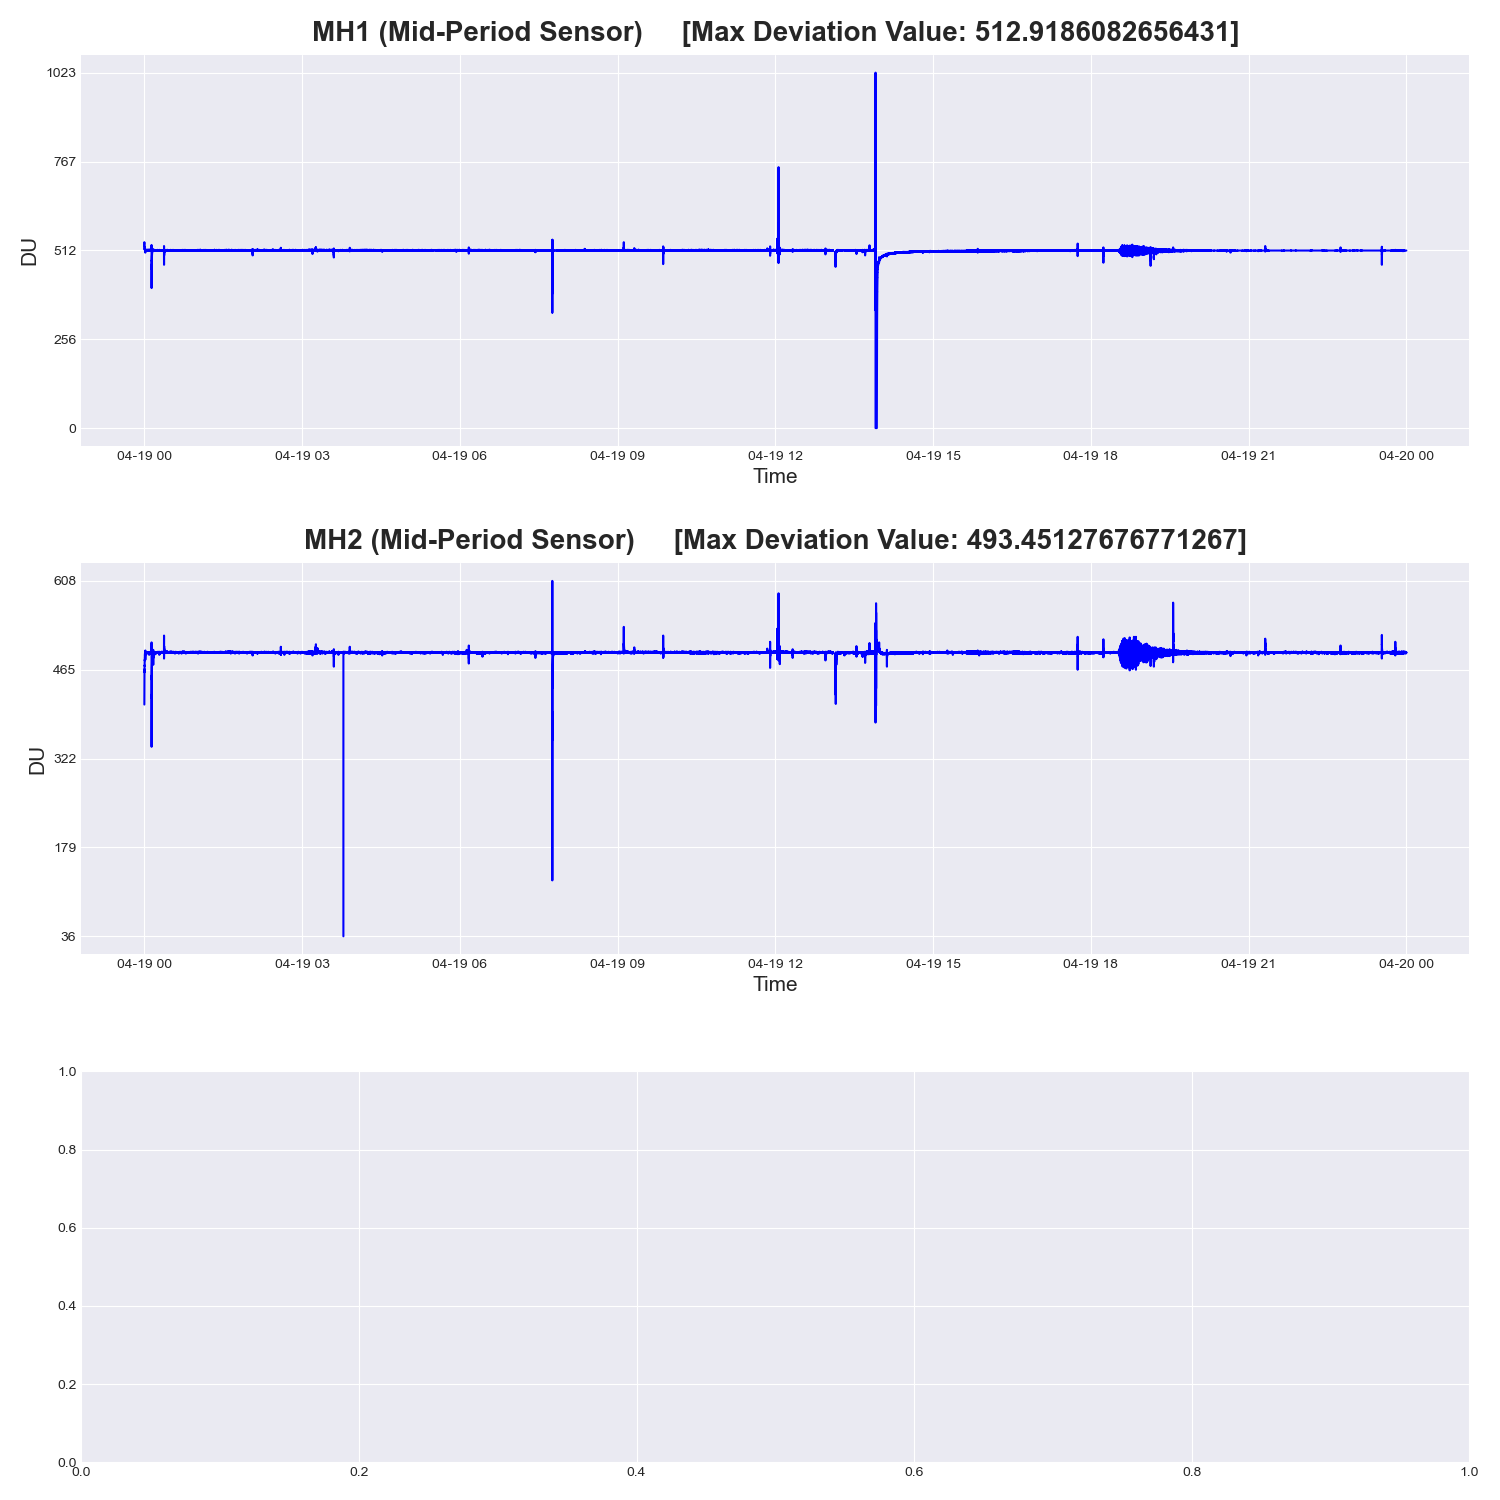 MH1 (Mid-Period Sensor) [Max Deviation Value: 512.9186082656431]
1023
767
512
256
0
DU
04-19 00 04-19 03 04-19 06 04-19 09 04-19 12 04-19 15 04-19 18 04-19 21 04-20 00
Time
MH2 (Mid-Period Sensor) [Max Deviation Value: 493.45127676771267]
608
465
322
179
36
DU
04-19 00 04-19 03 04-19 06 04-19 09 04-19 12 04-19 15 04-19 18 04-19 21 04-20 00
Time
1.0
0.8
0.6
0.4
0.2
0.0
0.0 0.2 0.4 0.6 0.8 1.0